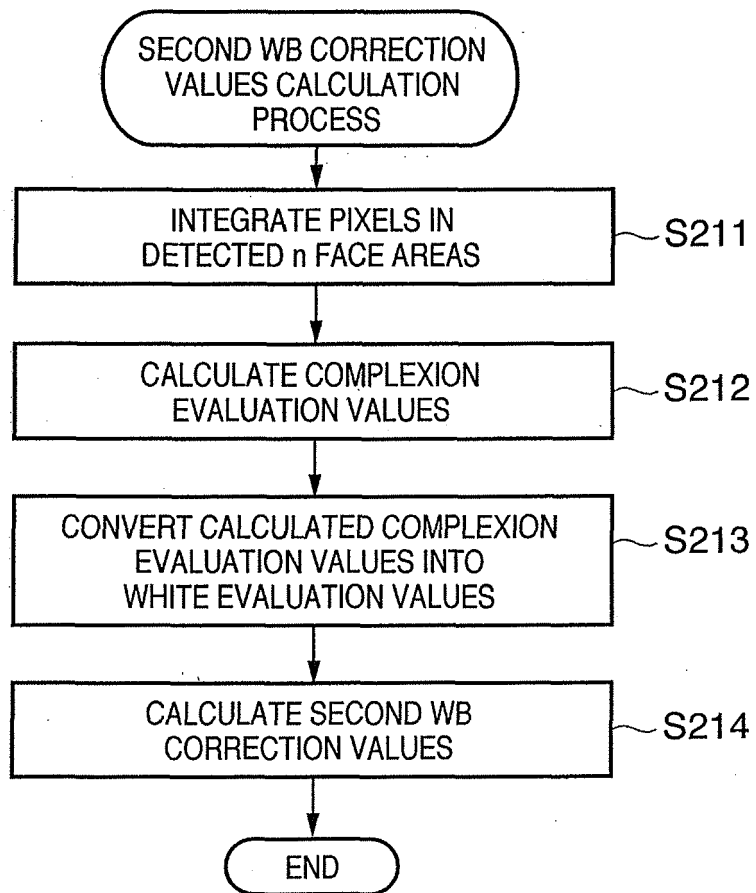 SECOND WB CORRECTION
VALUES CALCULATION
PROCESS
INTEGRATE PIXELS IN
DETECTED n FACE AREAS
S211
CALCULATE COMPLEXION
EVALUATION VALUES
S212
CONVERT CALCULATED COMPLEXION
EVALUATION VALUES INTO
WHITE EVALUATION VALUES
S213
CALCULATE SECOND WB
CORRECTION VALUES
S214
END